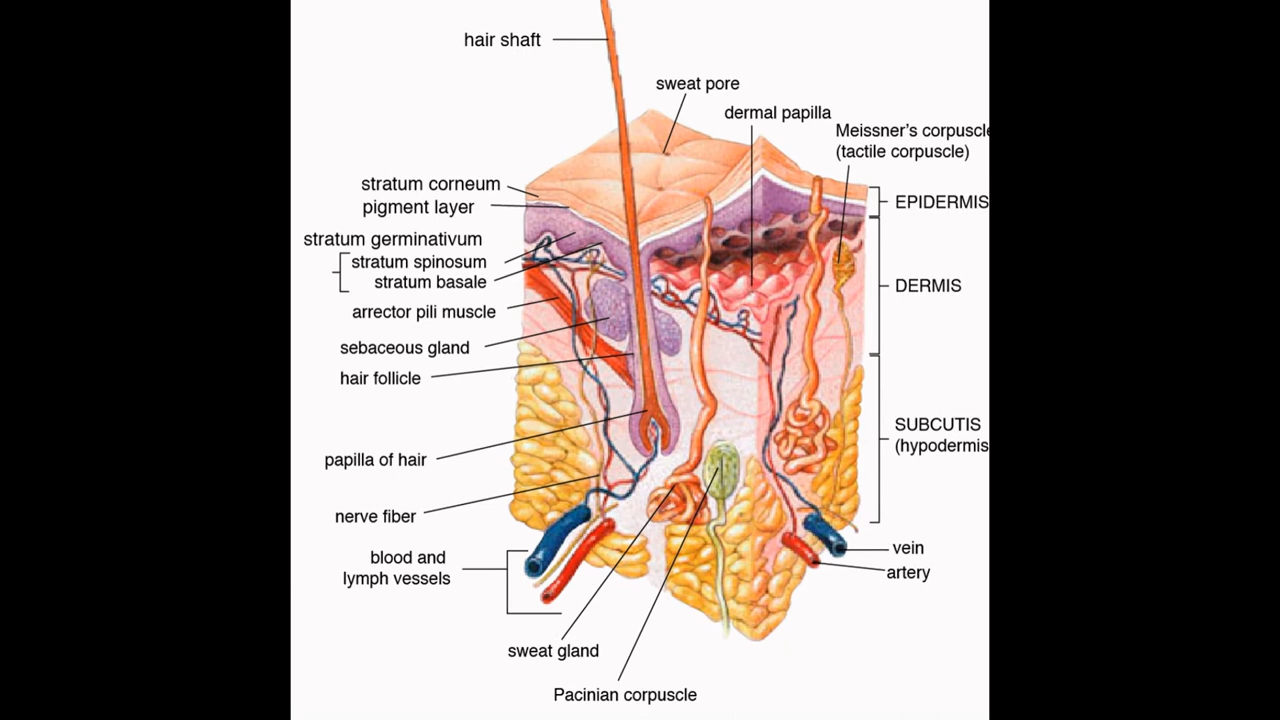 hair shaft
sweat pore
dermal papilla
Meissner's corpuscle
(tactile corpuscle)
stratum corneum
pigment layer
stratum germinativum
stratum spinosum
stratum basale
arrector pili muscle
sebaceous gland
hair follicle
papilla of hair
nerve fiber
blood and
lymph vessels
sweat gland
Pacinian corpuscle
EPIDERMIS
DERMIS
SUBCUTIS
(hypodermis
vein
artery